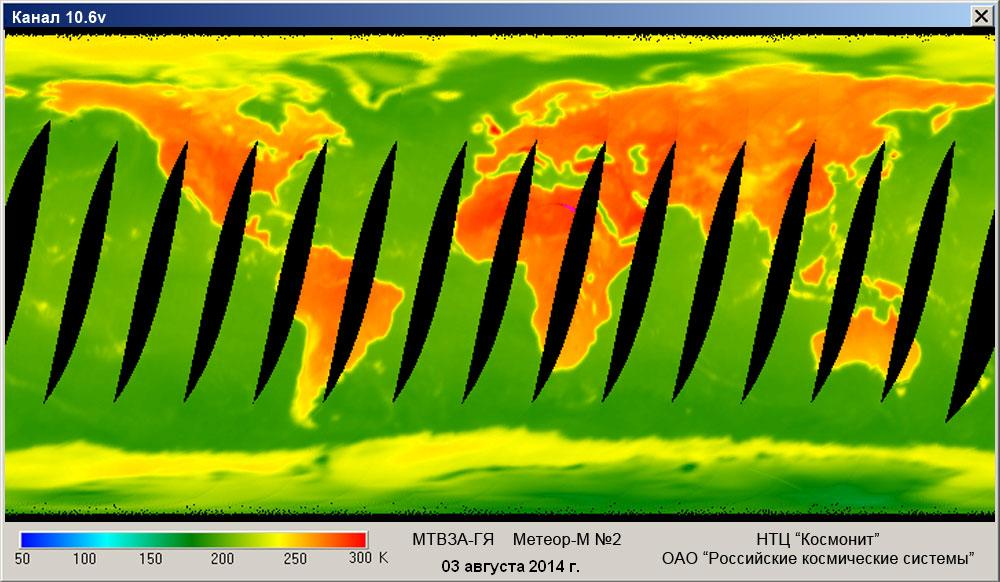 Канал 10.6v
50 100 150 200 250 300 K
МТВЗА-ГЯ Метеор-М №2
03 августа 2014 г.
НТЦ “Космонит”
ОАО “Российские космические системы”